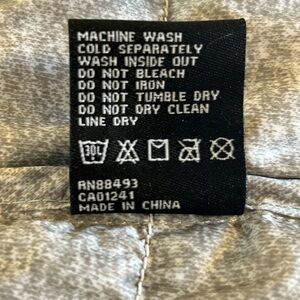 MACHINE WASH
COLD SEPARATELY
WASH INSIDE OUT
DO NOT BLEACH
DO NOT IRON
DO NOT TUMBLE DRY
DO NOT DRY CLEAN
LINE DRY
30L
RN88493
CA01241
MADE IN CHINA